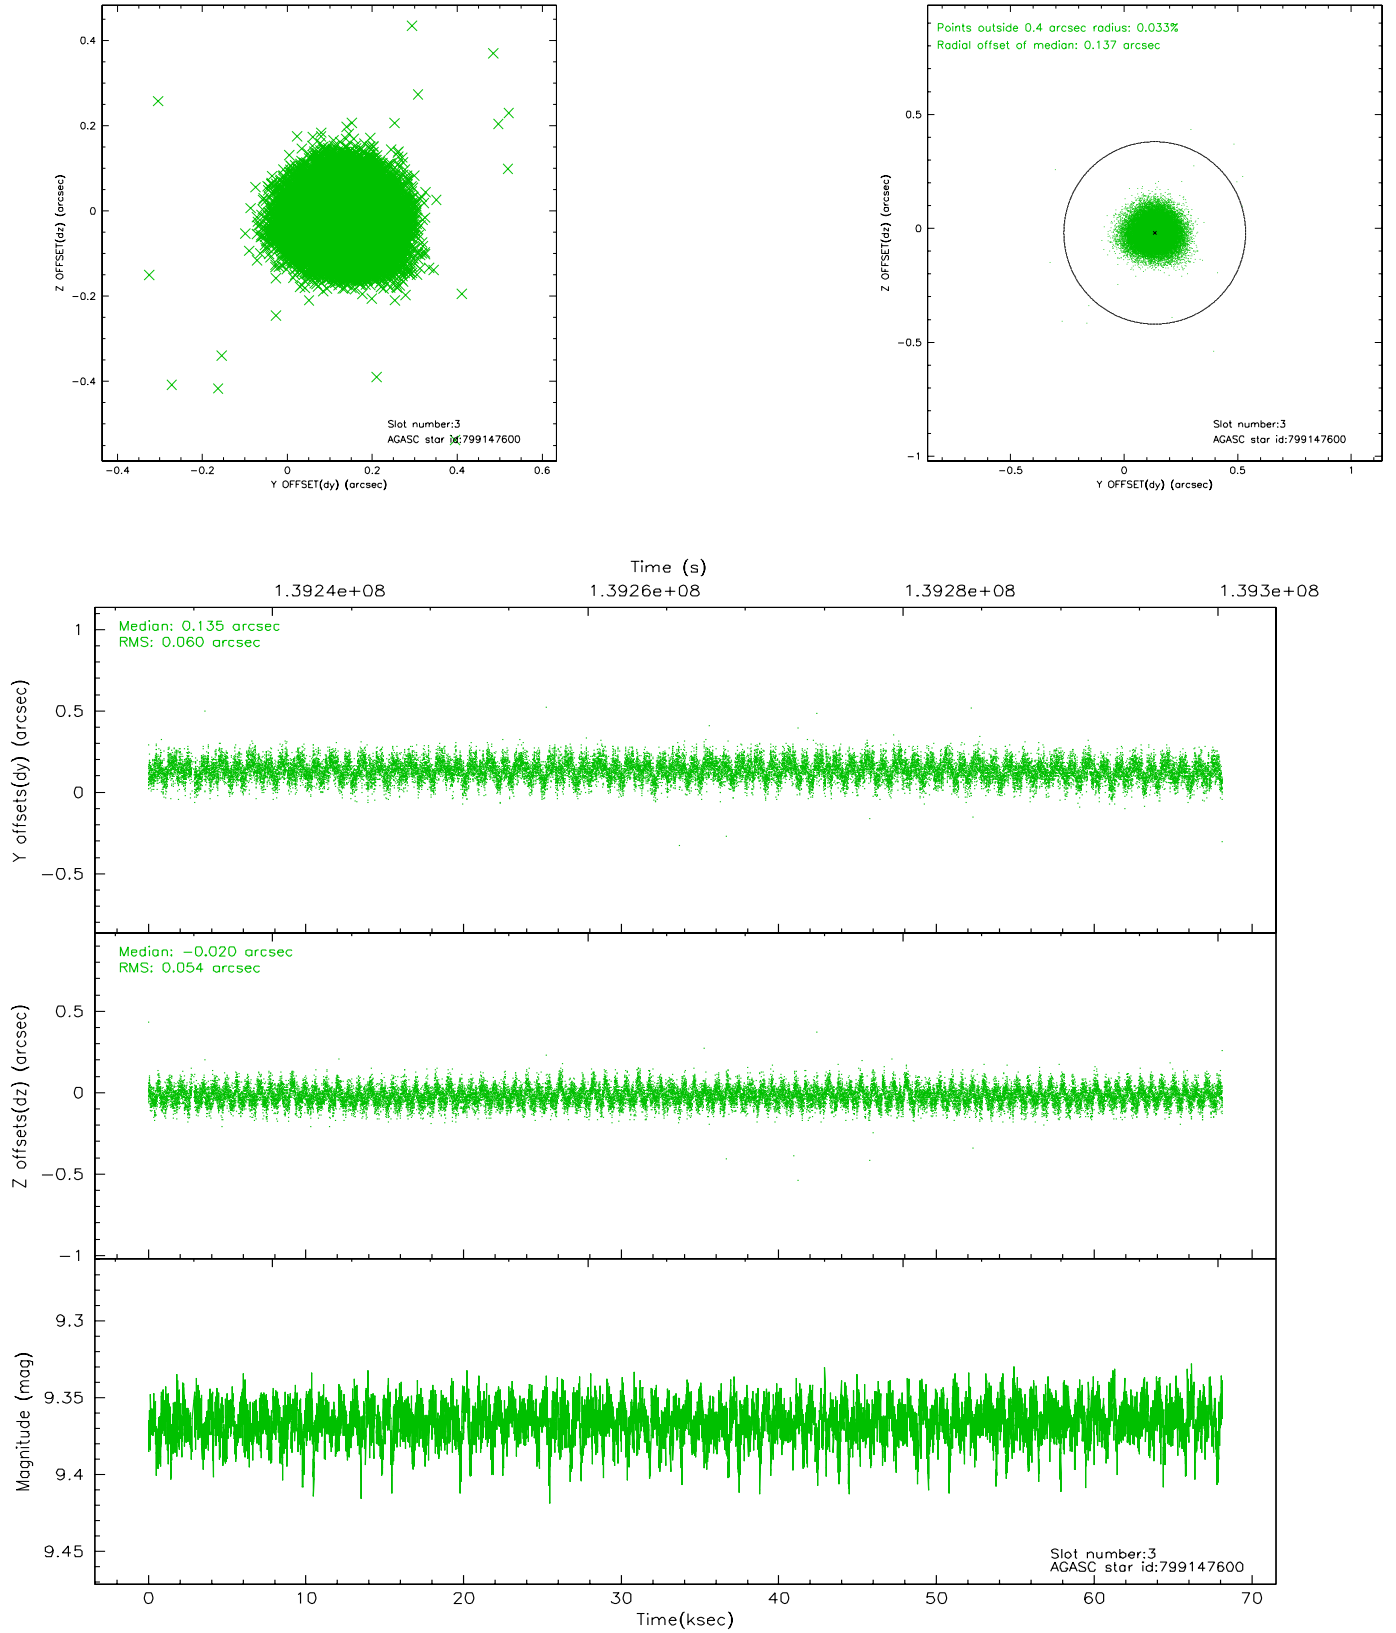 0.4
0.2
0
−0.2
−0.4
Z OFFSET(dz) (arcsec)
Slot number:3
AGASC star id:799147600
−0.4
−0.2
0
0.2
0.4
0.6
Y OFFSET(dy) (arcsec)
Points outside 0.4 arcsec radius: 0.033%
Radial offset of median: 0.137 arcsec
0.5
0
−0.5
−1
Z OFFSET(dz) (arcsec)
Slot number:3
AGASC star id:799147600
−0.5
0
0.5
1
Y OFFSET(dy) (arcsec)
Time (s)
1.3924e+08
1.3926e+08
1.3928e+08
1.393e+08
Median: 0.135 arcsec
RMS: 0.060 arcsec
1
0.5
0
−0.5
Y offsets(dy) (arcsec)
Median: −0.020 arcsec
RMS: 0.054 arcsec
0.5
0
−0.5
−1
Z offsets(dz) (arcsec)
9.3
9.35
9.4
9.45
Magnitude (mag)
Slot number:3
AGASC star id:799147600
0
10
20
30
40
50
60
70
Time(ksec)